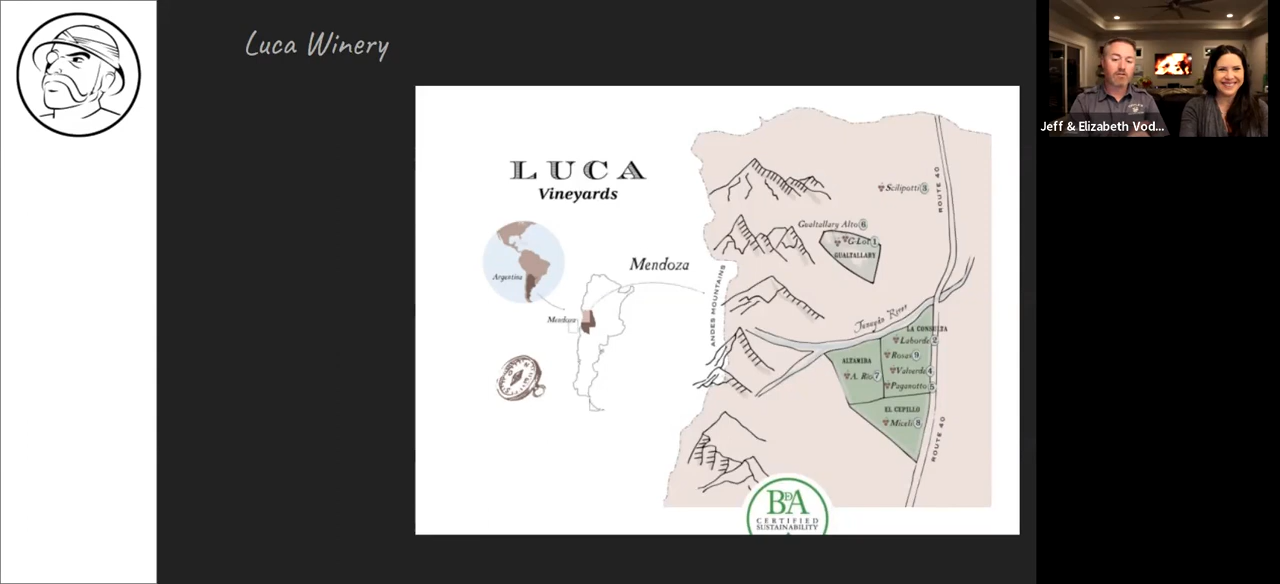 Luca Winery
Jeff & Elizabeth Vod...
LUCA
Vineyards
Argentina
Mendoza
Mendoza
ANDES MOUNTAINS
ROUTE 40
Scilipotti 3
Gualtallary Alto 6
G-Lot 1
GUALTALLARY
River
LA CONSULTA
Laborde 2
Rosas 9
ALTAMIRA
Valverde 4
A. Rio 7
Paganotto 5
EL CEPILLO
Miceli 8
ROUTE 40
BDA
CERTIFIED
SUSTAINABILITY